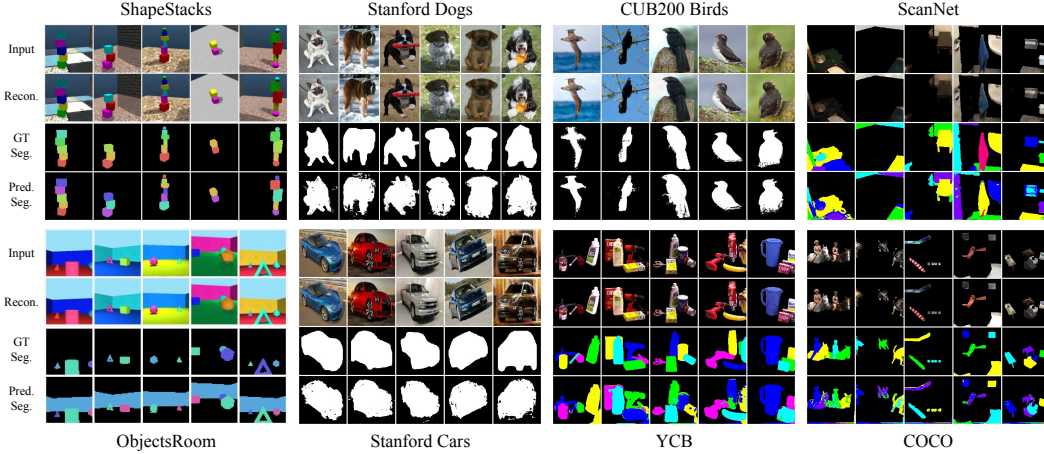 ShapeStacks Stanford Dogs CUB200 Birds ScanNet
Input
Recon.
GT
Seg.
Pred.
Seg.
Input
Recon.
GT
Seg.
Pred.
Seg.
ObjectsRoom Stanford Cars YCB COCO